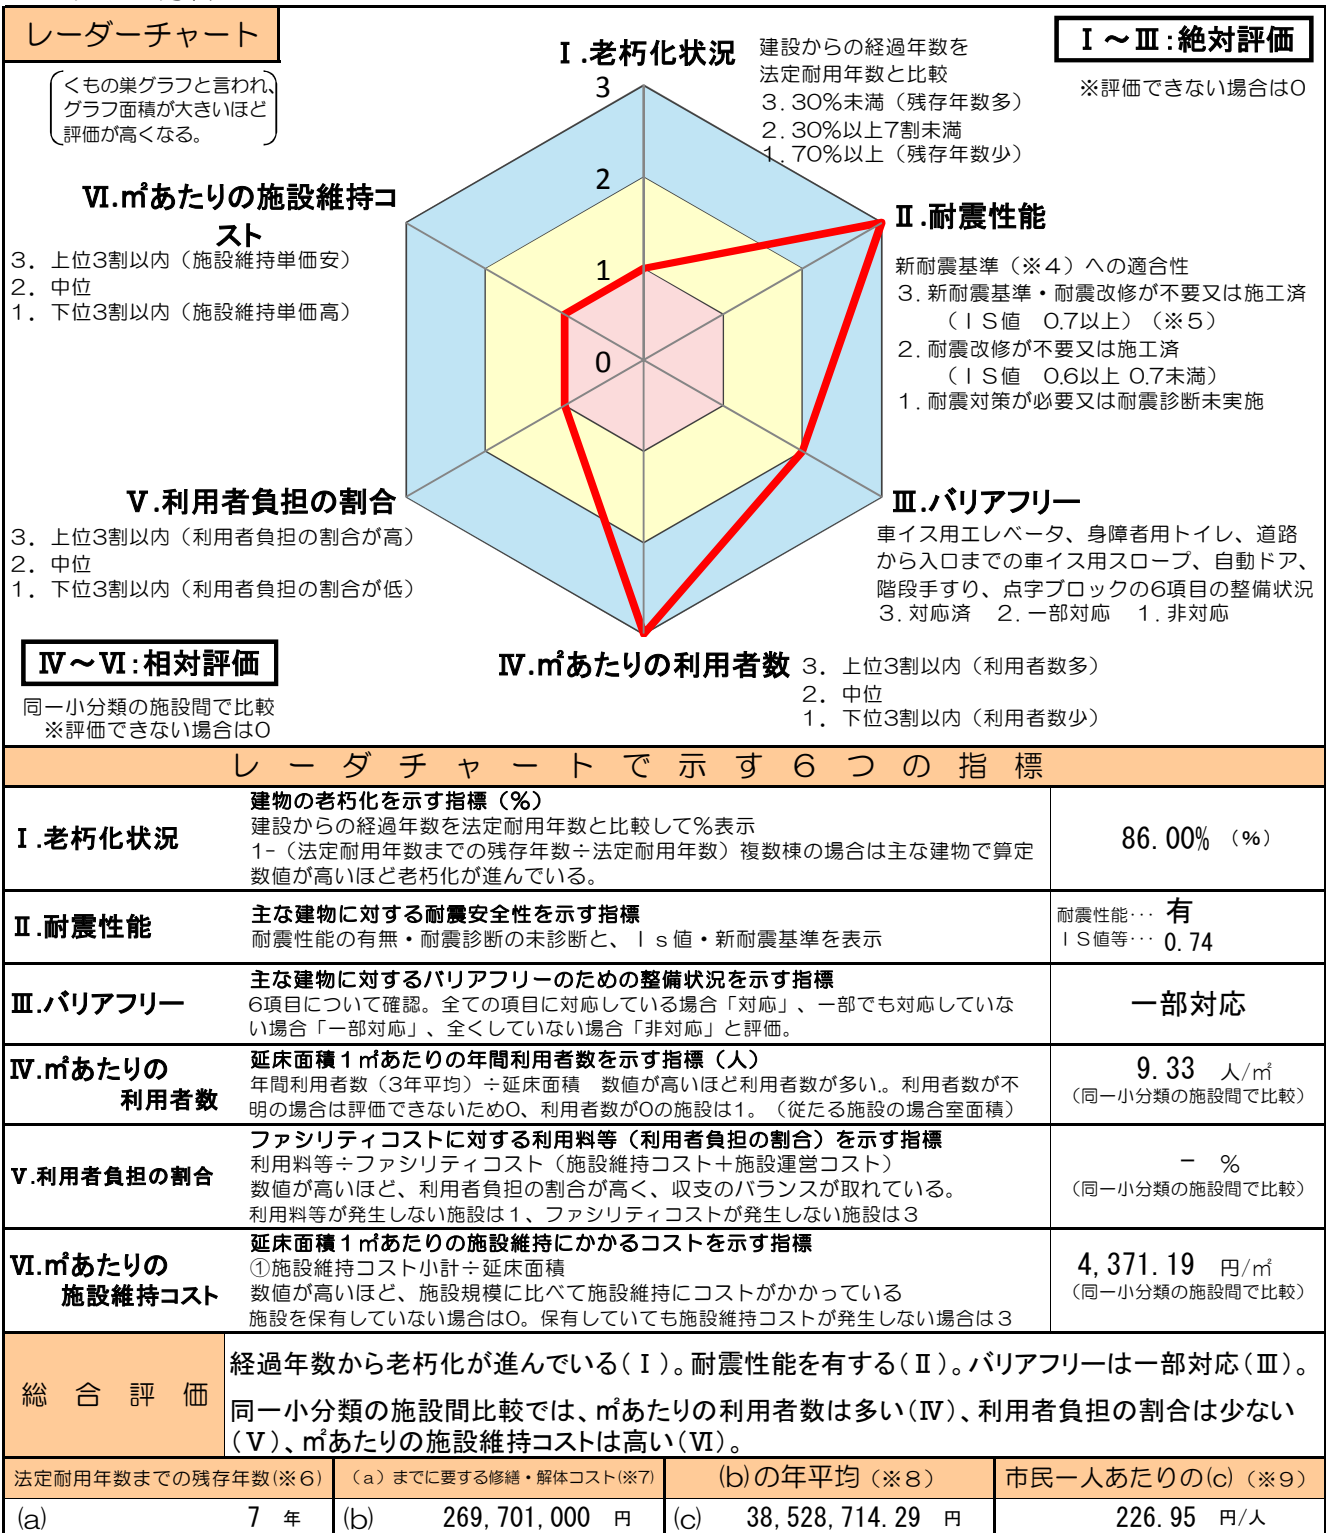 レーダーチャート
くもの巣グラフと言われ、
グラフ面積が大きいほど
評価が高くなる。
Ⅰ.老朽化状況
建設からの経過年数を
法定耐用年数と比較
3.30%未満（残存年数多）
2.30%以上7割未満
1.70%以上（残存年数少）
Ⅰ～Ⅲ:絶対評価
※評価できない場合は0
3
2
1
0
Ⅵ.㎡あたりの施設維持コ
スト
3．上位3割以内（施設維持単価安）
2．中位
1．下位3割以内（施設維持単価高）
Ⅱ.耐震性能
新耐震基準（※4）への適合性
3.新耐震基準・耐震改修が不要又は施工済
（ＩＳ値　0.7以上）（※5）
2.耐震改修が不要又は施工済
（ＩＳ値　0.6以上 0.7未満）
1.耐震対策が必要又は耐震診断未実施
Ⅴ.利用者負担の割合
3．上位3割以内（利用者負担の割合が高）
2．中位
1．下位3割以内（利用者負担の割合が低）
Ⅲ.バリアフリー
車イス用エレベータ、身障者用トイレ、道路
から入口までの車イス用スロープ、自動ドア、
階段手すり、点字ブロックの6項目の整備状況
3.対応済　2.一部対応　1.非対応
Ⅳ～Ⅵ:相対評価
同一小分類の施設間で比較
※評価できない場合は0
Ⅳ.㎡あたりの利用者数
3．上位3割以内（利用者数多）
2．中位
1．下位3割以内（利用者数少）
レーダチャートで示す6つの指標
Ⅰ.老朽化状況
建物の老朽化を示す指標（%）
建設からの経過年数を法定耐用年数と比較して%表示
1-（法定耐用年数までの残存年数÷法定耐用年数）複数棟の場合は主な建物で算定
数値が高いほど老朽化が進んでいる。
86.00% （%）
Ⅱ.耐震性能
主な建物に対する耐震安全性を示す指標
耐震性能の有無・耐震診断の未診断と、Ｉｓ値・新耐震基準を表示
耐震性能… 有
ＩＳ値等… 0.74
Ⅲ.バリアフリー
主な建物に対するバリアフリーのための整備状況を示す指標
6項目について確認。全ての項目に対応している場合「対応」、一部でも対応していな
い場合「一部対応」、全くしていない場合「非対応」と評価。
一部対応
Ⅳ.㎡あたりの
利用者数
延床面積１㎡あたりの年間利用者数を示す指標（人）
年間利用者数（3年平均）÷延床面積　数値が高いほど利用者数が多い。利用者数が不
明の場合は評価できないため0、利用者数が0の施設は1。（従たる施設の場合室面積）
9.33 人/㎡
（同一小分類の施設間で比較）
Ⅴ.利用者負担の割合
ファシリティコストに対する利用料等（利用者負担の割合）を示す指標
利用料等÷ファシリティコスト（施設維持コスト＋施設運営コスト）
数値が高いほど、利用者負担の割合が高く、収支のバランスが取れている。
利用料等が発生しない施設は１、ファシリティコストが発生しない施設は３
－ %
（同一小分類の施設間で比較）
Ⅵ.㎡あたりの
施設維持コスト
延床面積１㎡あたりの施設維持にかかるコストを示す指標
①施設維持コスト小計÷延床面積
数値が高いほど、施設規模に比べて施設維持にコストがかかっている
施設を保有していない場合は0。保有していても施設維持コストが発生しない場合は３
4,371.19 円/㎡
（同一小分類の施設間で比較）
総合評価
経過年数から老朽化が進んでいる(Ⅰ)。耐震性能を有する(Ⅱ)。バリアフリーは一部対応(Ⅲ)。
同一小分類の施設間比較では、㎡あたりの利用者数は多い(Ⅳ)、利用者負担の割合は少ない
(Ⅴ)、㎡あたりの施設維持コストは高い(Ⅵ)。
法定耐用年数までの残存年数(※6)
（a）までに要する修繕・解体コスト(※7)
(b)の年平均（※8）
市民一人あたりの(c)（※9）
(a) 7 年
(b) 269,701,000 円
(c) 38,528,714.29 円
226.95 円/人